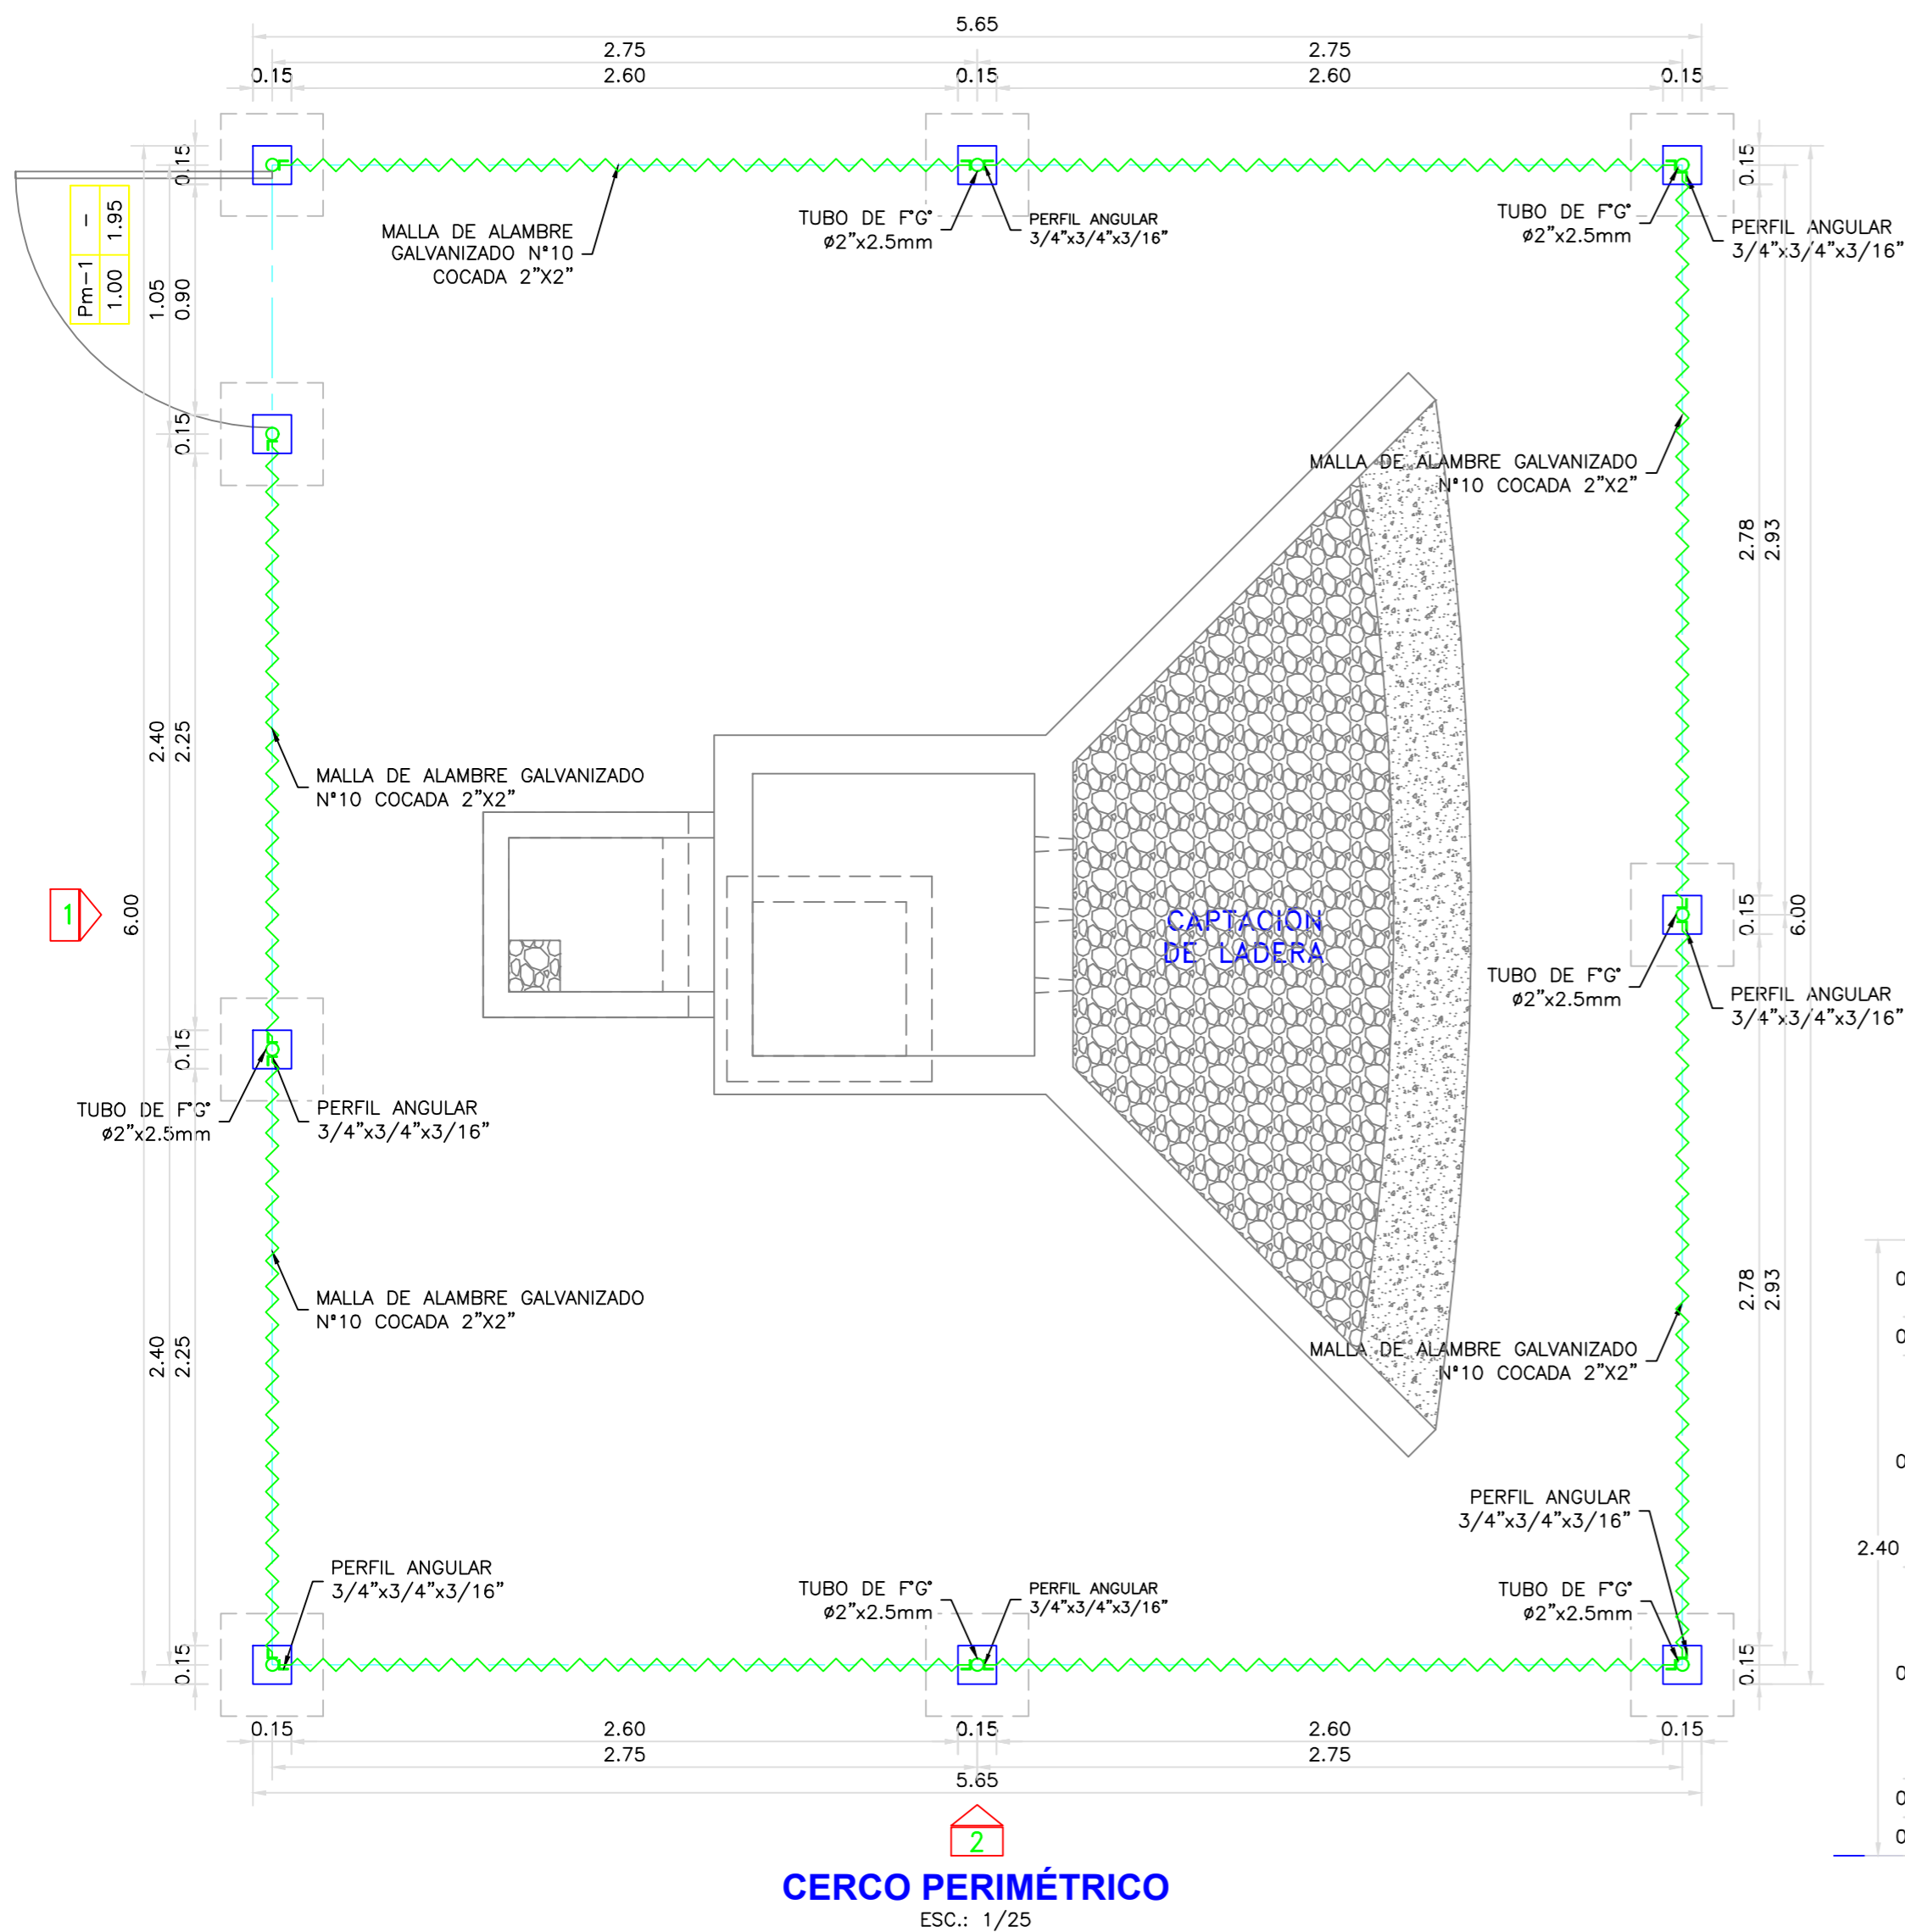 5.65
2.75
2.75
0.15
2.60
0.15
2.60
0.15
0.15
0.15
MALLA DE ALAMBRE
GALVANIZADO N°10
COCADA 2"X2"
TUBO DE F°G°
ø2"x2.5mm
PERFIL ANGULAR
3/4"x3/4"x3/16"
TUBO DE F°G°
ø2"x2.5mm
PERFIL ANGULAR
3/4"x3/4"x3/16"
Pm-1 -
1.00 1.95
1.05
0.90
0.15
MALLA DE ALAMBRE GALVANIZADO
N°10 COCADA 2"X2"
2.78
2.93
2.40
2.25
MALLA DE ALAMBRE GALVANIZADO
N°10 COCADA 2"X2"
1
6.00
CAPTACIÓN
DE LADERA
0.15
6.00
TUBO DE F°G°
ø2"x2.5mm
PERFIL ANGULAR
3/4"x3/4"x3/16"
0.15
TUBO DE F°G°
ø2"x2.5mm
PERFIL ANGULAR
3/4"x3/4"x3/16"
MALLA DE ALAMBRE GALVANIZADO
N°10 COCADA 2"X2"
2.78
2.93
2.40
2.25
MALLA DE ALAMBRE GALVANIZADO
N°10 COCADA 2"X2"
PERFIL ANGULAR
3/4"x3/4"x3/16"
2.40
PERFIL ANGULAR
3/4"x3/4"x3/16"
TUBO DE F°G°
ø2"x2.5mm
PERFIL ANGULAR
3/4"x3/4"x3/16"
TUBO DE F°G°
ø2"x2.5mm
0.15
0.15
0.15
2.60
0.15
2.60
0.15
2.75
2.75
5.65
2
CERCO PERIMÉTRICO
ESC.: 1/25